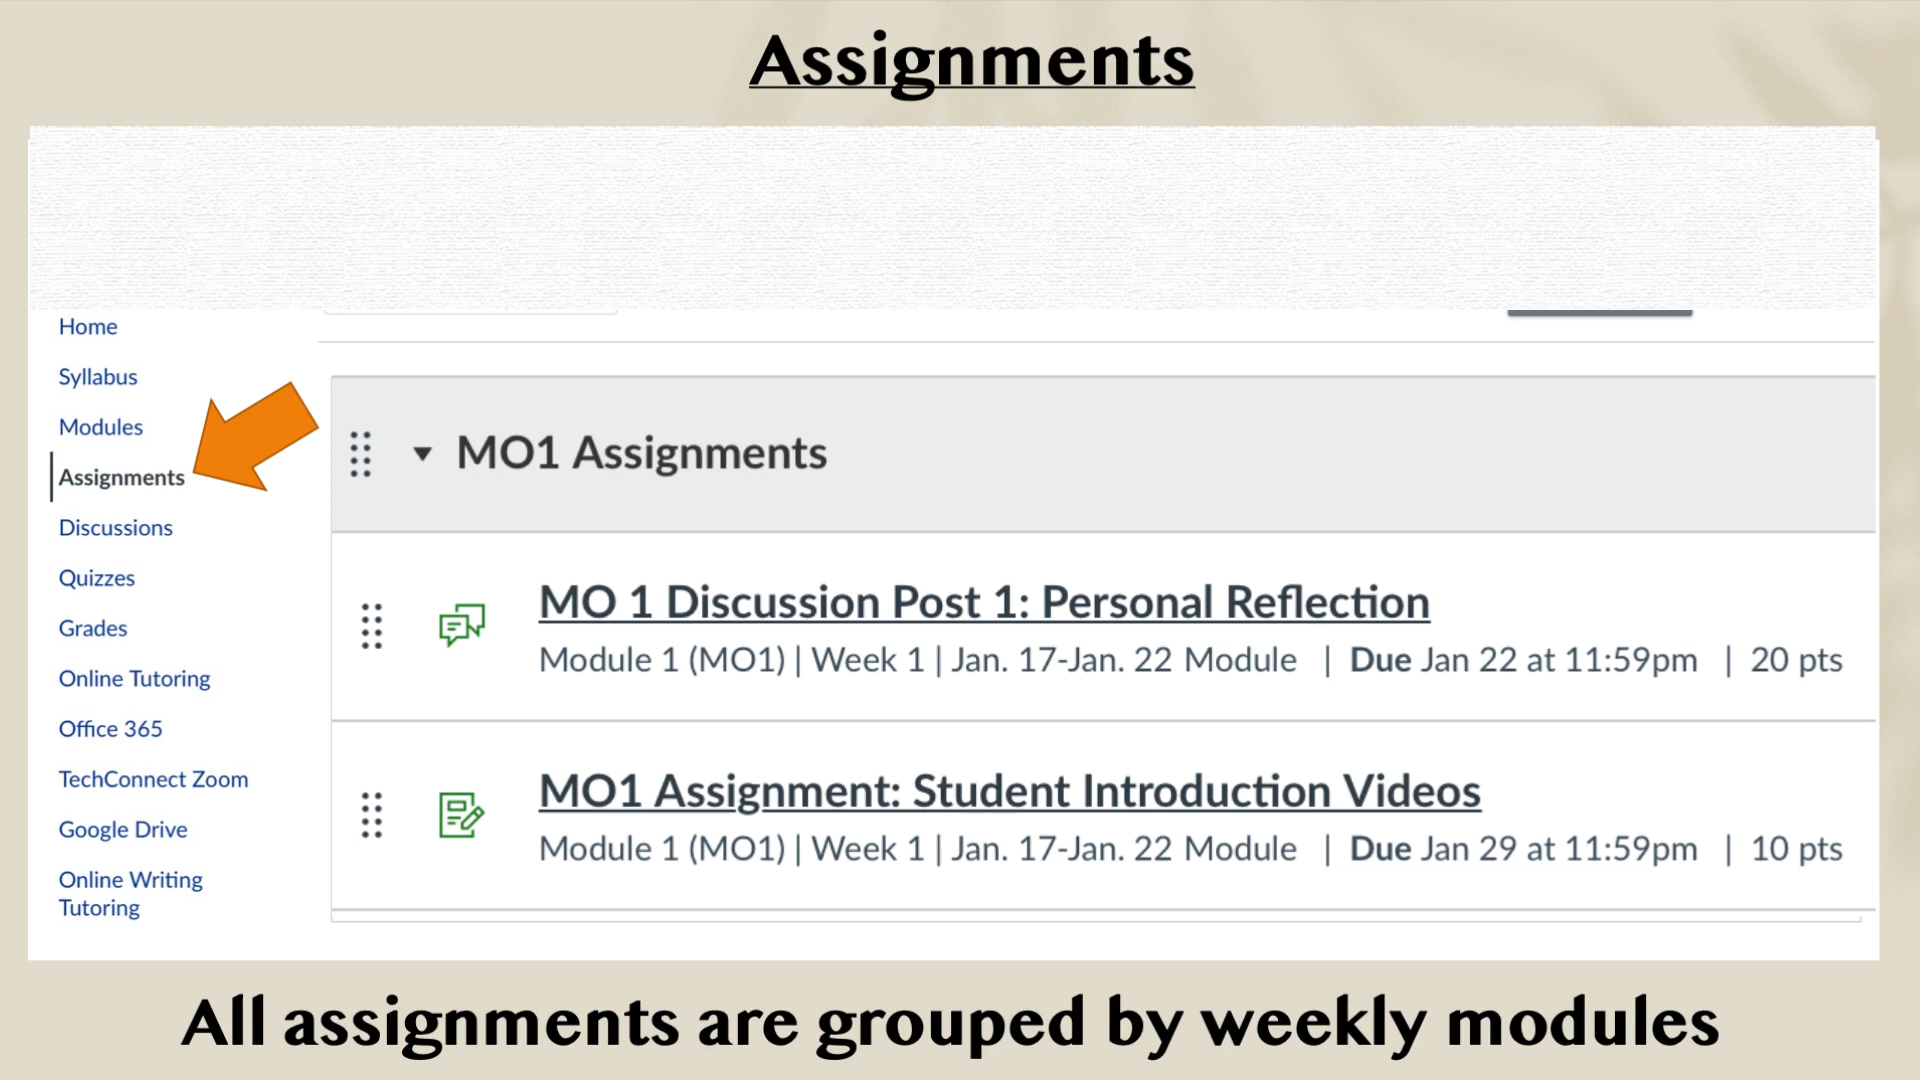 Assignments
Home
Syllabus
Modules
Assignments
Discussions
Quizzes
Grades
Online Tutoring
Office 365
TechConnect Zoom
Google Drive
Online Writing
Tutoring
MO1 Assignments
MO 1 Discussion Post 1: Personal Reflection
Module 1 (MO1) | Week 1 | Jan. 17-Jan. 22 Module | Due Jan 22 at 11:59pm | 20 pts
MO1 Assignment: Student Introduction Videos
Module 1 (MO1) | Week 1 | Jan. 17-Jan. 22 Module | Due Jan 29 at 11:59pm | 10 pts
All assignments are grouped by weekly modules